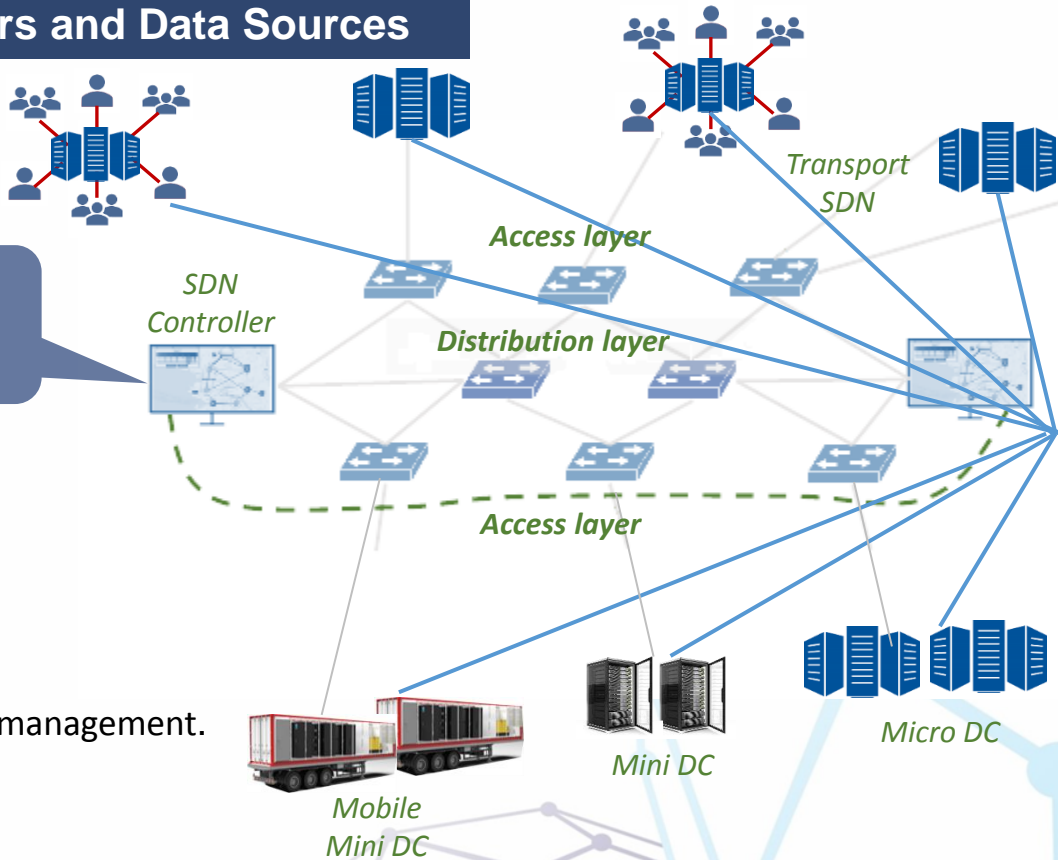 rs and Data Sources
Transport
SDN
Access layer
SDN
Controller
Distribution layer
Access layer
management.
Micro DC
Mini DC
Mobile
Mini DC